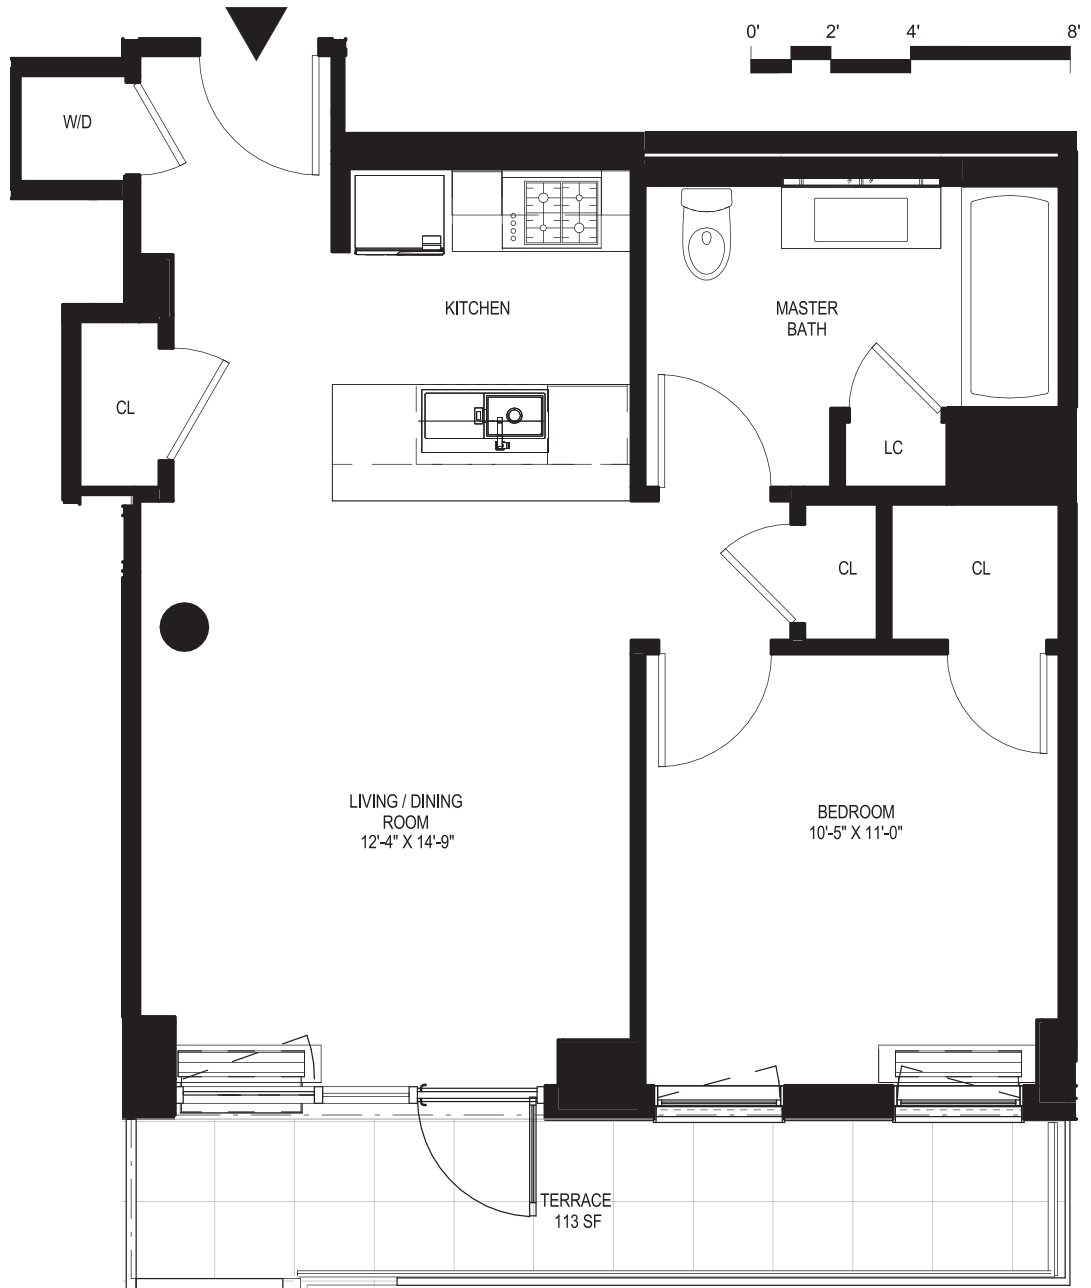 0' 2' 4' 8'
W/D
KITCHEN
MASTER
BATH
CL
LC
CL
CL
LIVING / DINING
ROOM
12'-4" X 14'-9"
BEDROOM
10'-5" X 11'-0"
TERRACE
113 SF